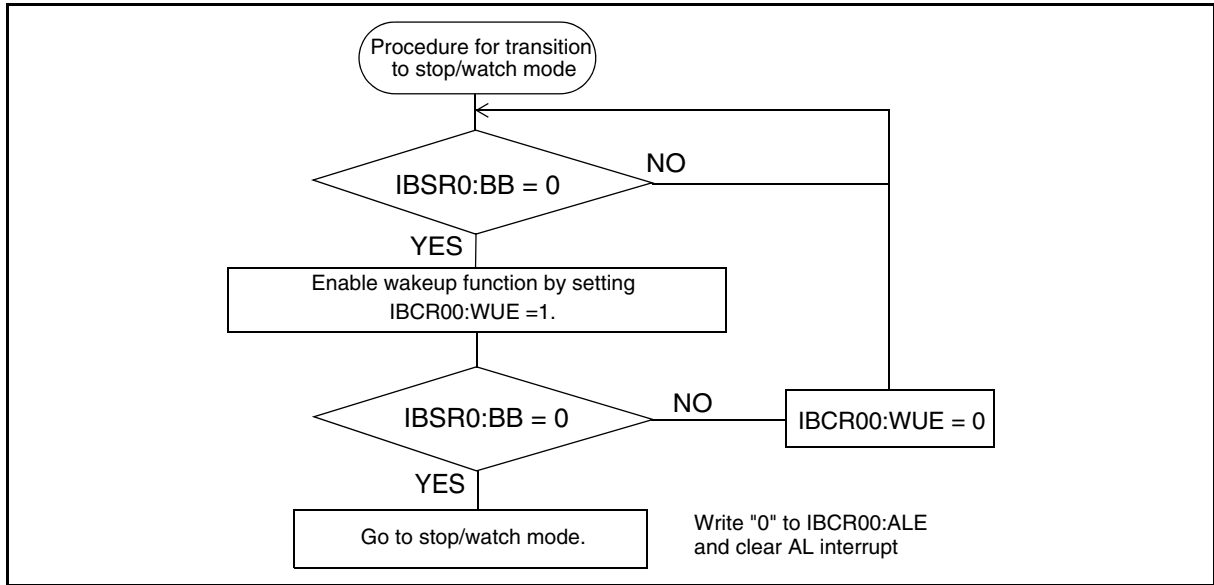 Procedure for transition
to stop/watch mode
IBSR0:BB = 0
NO
YES
Enable wakeup function by setting
IBCR00:WUE =1.
IBSR0:BB = 0
NO
IBCR00:WUE = 0
YES
Go to stop/watch mode.
Write "0" to IBCR00:ALE
and clear AL interrupt